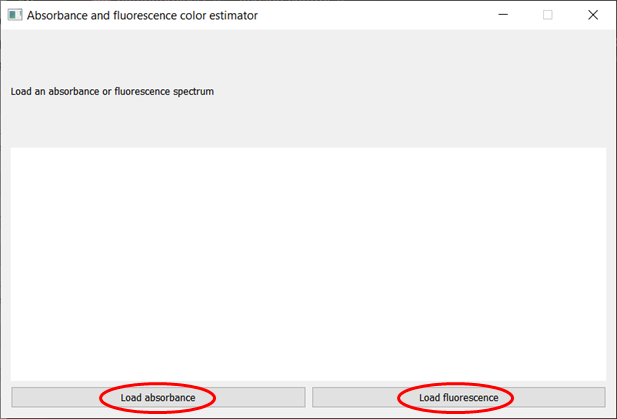 Absorbance and fluorescence color estimator
Load an absorbance or fluorescence spectrum
Load absorbance
Load fluorescence